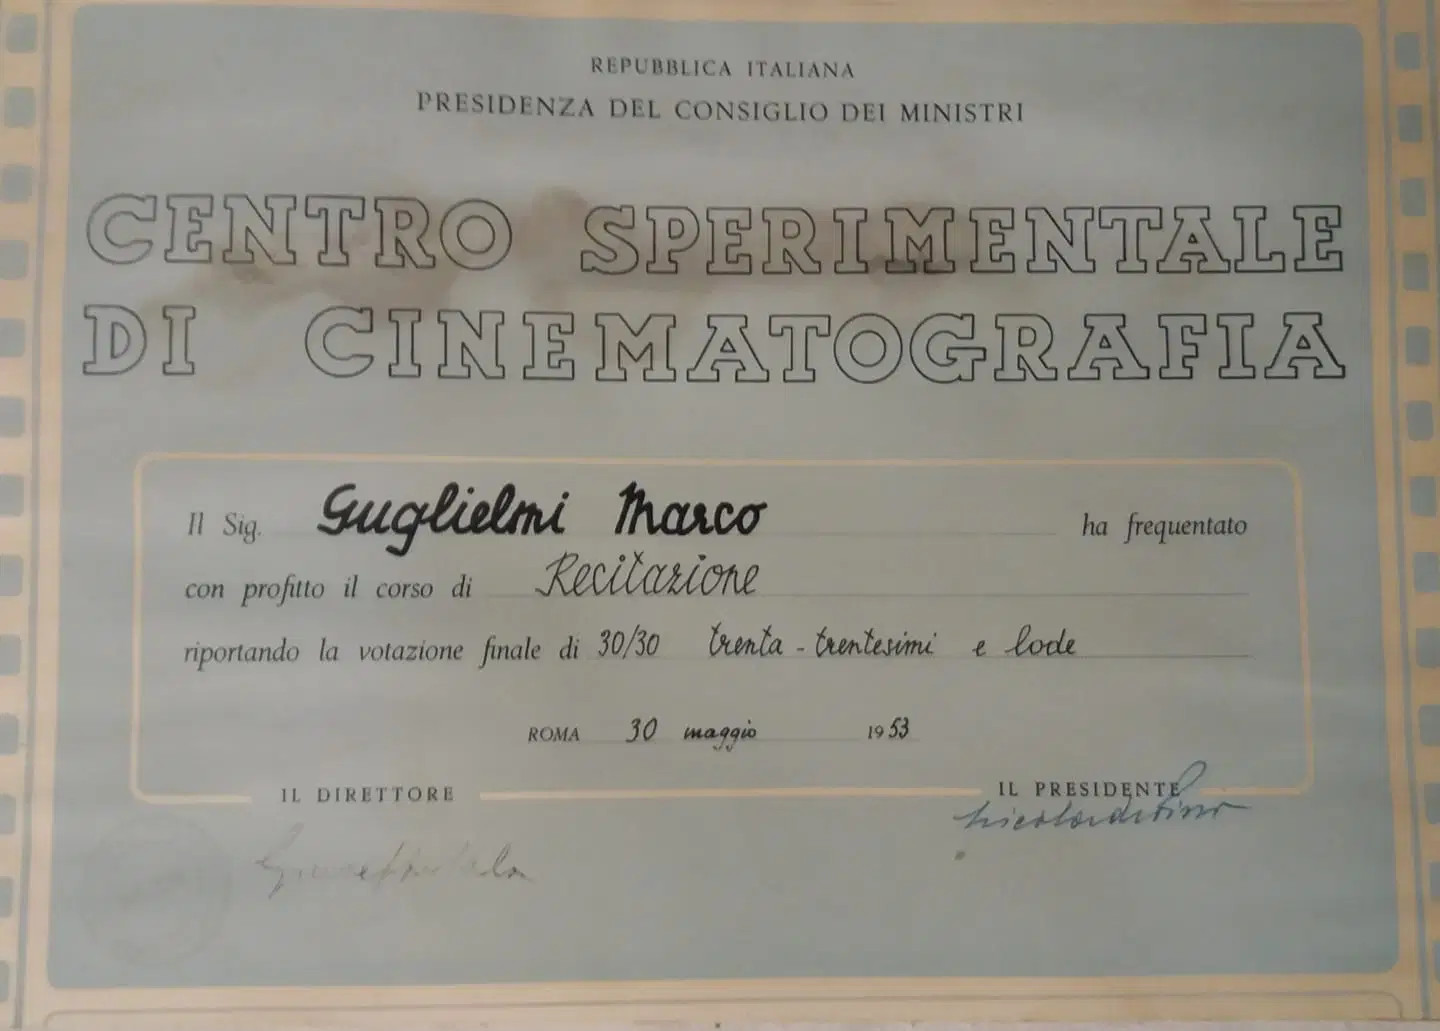 REPUBBLICA ITALIANA
PRESIDENZA DEL CONSIGLIO DEI MINISTRI
CENTRO SPERIMENTALE
DI CINEMATOGRAFIA
Il Sig. Guglielmi Marco ha frequentato
con profitto il corso di Recitazione
riportando la votazione finale di 30/30 trenta - trentesimi e lode
ROMA 30 maggio 1953
IL DIRETTORE IL PRESIDENTE